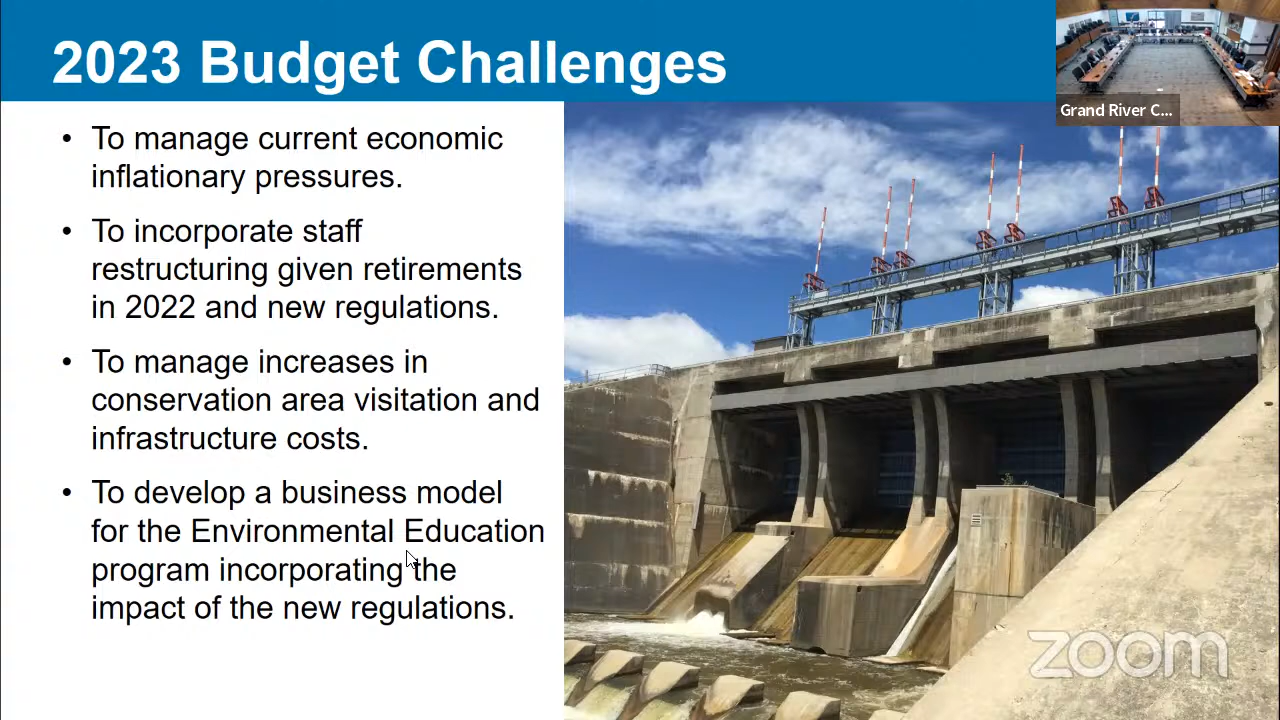 2023 Budget Challenges
Grand River C...
• To manage current economic
inflationary pressures.
• To incorporate staff
restructuring given retirements
in 2022 and new regulations.
• To manage increases in
conservation area visitation and
infrastructure costs.
• To develop a business model
for the Environmental Education
program incorporating the
impact of the new regulations.
zoom